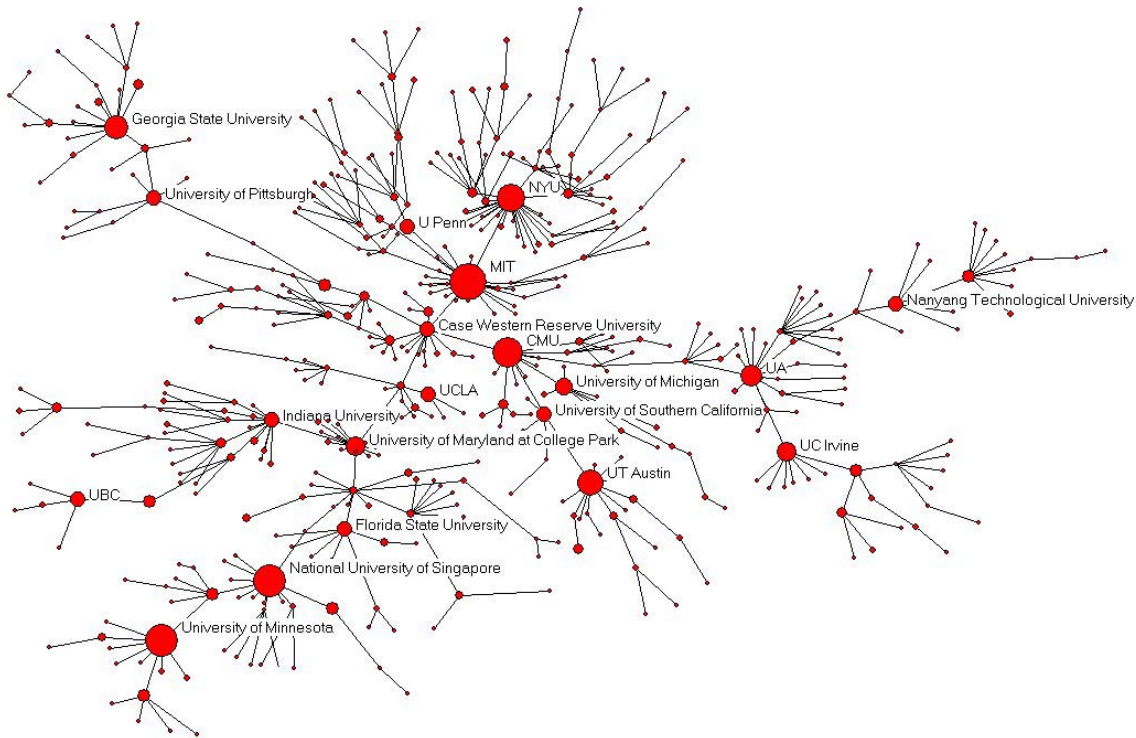 Georgia State University
University of Pittsburgh
NYU
U Penn
MIT
Nanyang Technological University
Case Western Reserve University
CMU
UA
University of Michigan
UCLA
University of Southern California
Indiana University
University of Maryland at College Park
UC Irvine
UT Austin
UBC
Florida State University
National University of Singapore
University of Minnesota